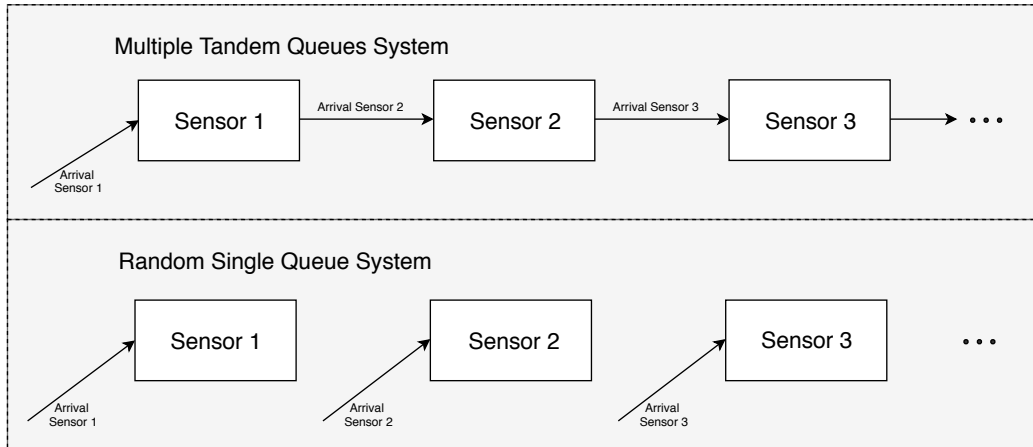 Multiple Tandem Queues System
Sensor 1
Arrival Sensor 2
Sensor 2
Arrival Sensor 3
Sensor 3
Arrival
Sensor 1
Random Single Queue System
Sensor 1
Sensor 2
Sensor 3
Arrival
Sensor 1
Arrival
Sensor 2
Arrival
Sensor 3